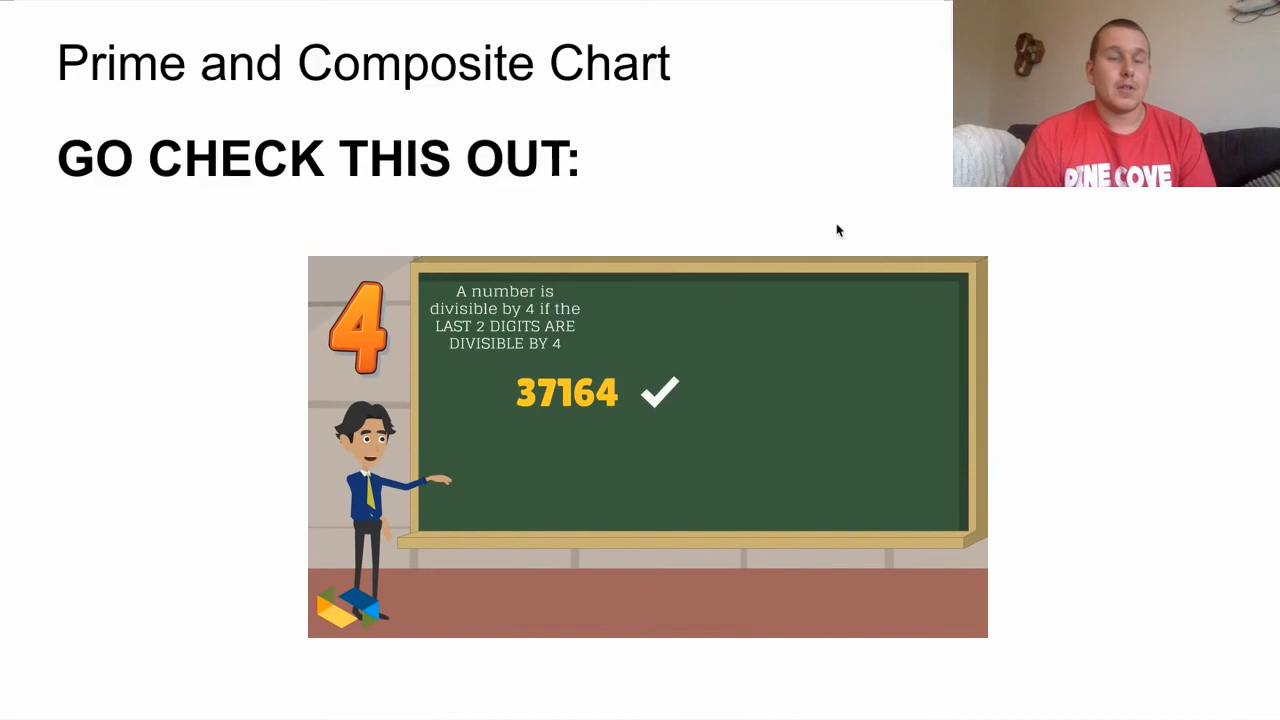 Prime and Composite Chart
GO CHECK THIS OUT:
PINE COVE
4
A number is
divisible by 4 if the
LAST 2 DIGITS ARE
DIVISIBLE BY 4
37164